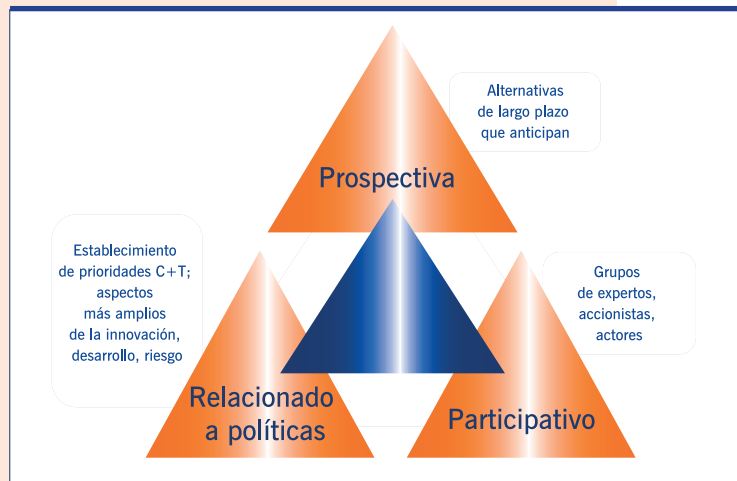 Alternativas
de largo plazo
que anticipan
Prospectiva
Establecimiento
de prioridades C+T;
aspectos
más amplios
de la innovación,
desarrollo, riesgo
Grupos
de expertos,
accionistas,
actores
Relacionado
a políticas
Participativo